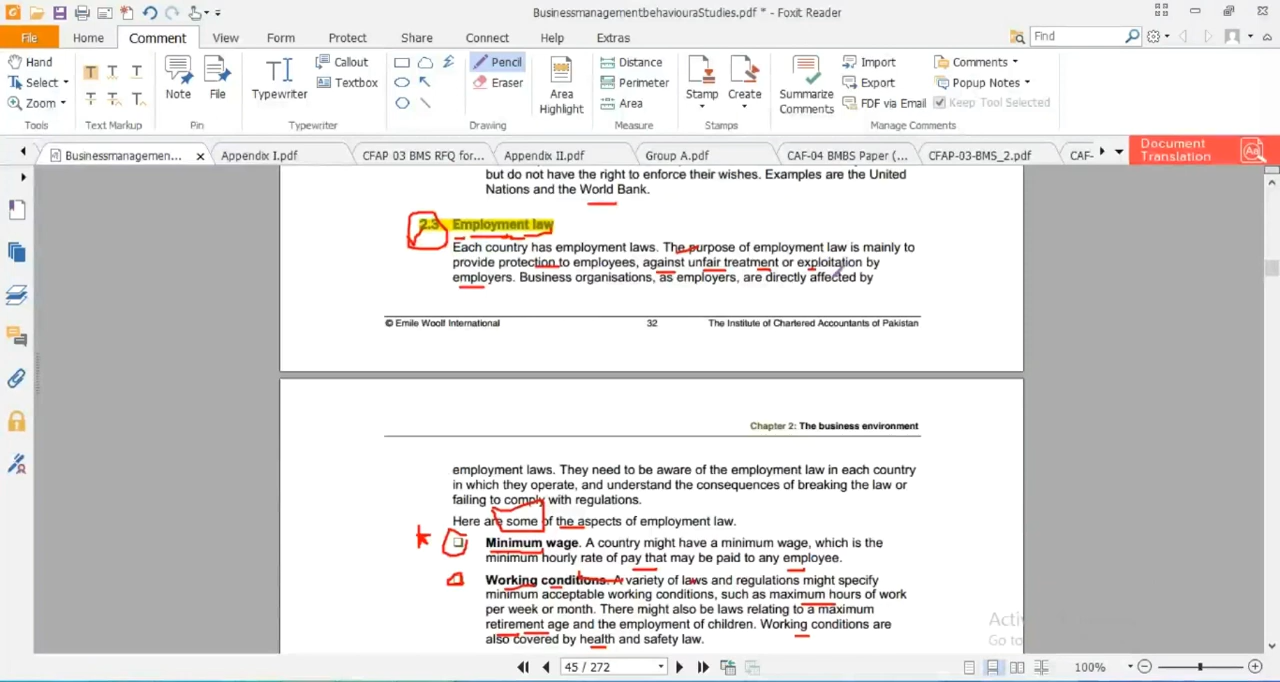 BusinessmanagementbehaviouraStudies.pdf * - Foxit Reader
File Home Comment View Form Protect Share Connect Help Extras Find
Hand Select Zoom Tools
Text Markup
Note File Pin
Typewriter Callout Textbox Typewriter
Pencil Eraser Drawing
Area Highlight
Distance Perimeter Area Measure
Stamp Create Stamps
Summarize Comments Import Export FDF via Email Comments Popup Notes Keep Tool Selected Manage Comments
Businessmanagemen... Appendix I.pdf CFAP 03 BMS RFQ for... Appendix II.pdf Group A.pdf CAF-04 BMBS Paper (... CFAP-03-BMS_2.pdf CAF-
Document Translation
but do not have the right to enforce their wishes. Examples are the United
Nations and the World Bank.
2.3 Employment law
Each country has employment laws. The purpose of employment law is mainly to
provide protection to employees, against unfair treatment or exploitation by
employers. Business organisations, as employers, are directly affected by
© Emile Woolf International 32 The Institute of Chartered Accountants of Pakistan
Chapter 2: The business environment
employment laws. They need to be aware of the employment law in each country
in which they operate, and understand the consequences of breaking the law or
failing to comply with regulations.
Here are some of the aspects of employment law.
Minimum wage. A country might have a minimum wage, which is the
minimum hourly rate of pay that may be paid to any employee.
Working conditions. A variety of laws and regulations might specify
minimum acceptable working conditions, such as maximum hours of work
per week or month. There might also be laws relating to a maximum
retirement age and the employment of children. Working conditions are
also covered by health and safety law.
Activ
Go to
45 / 272 100%